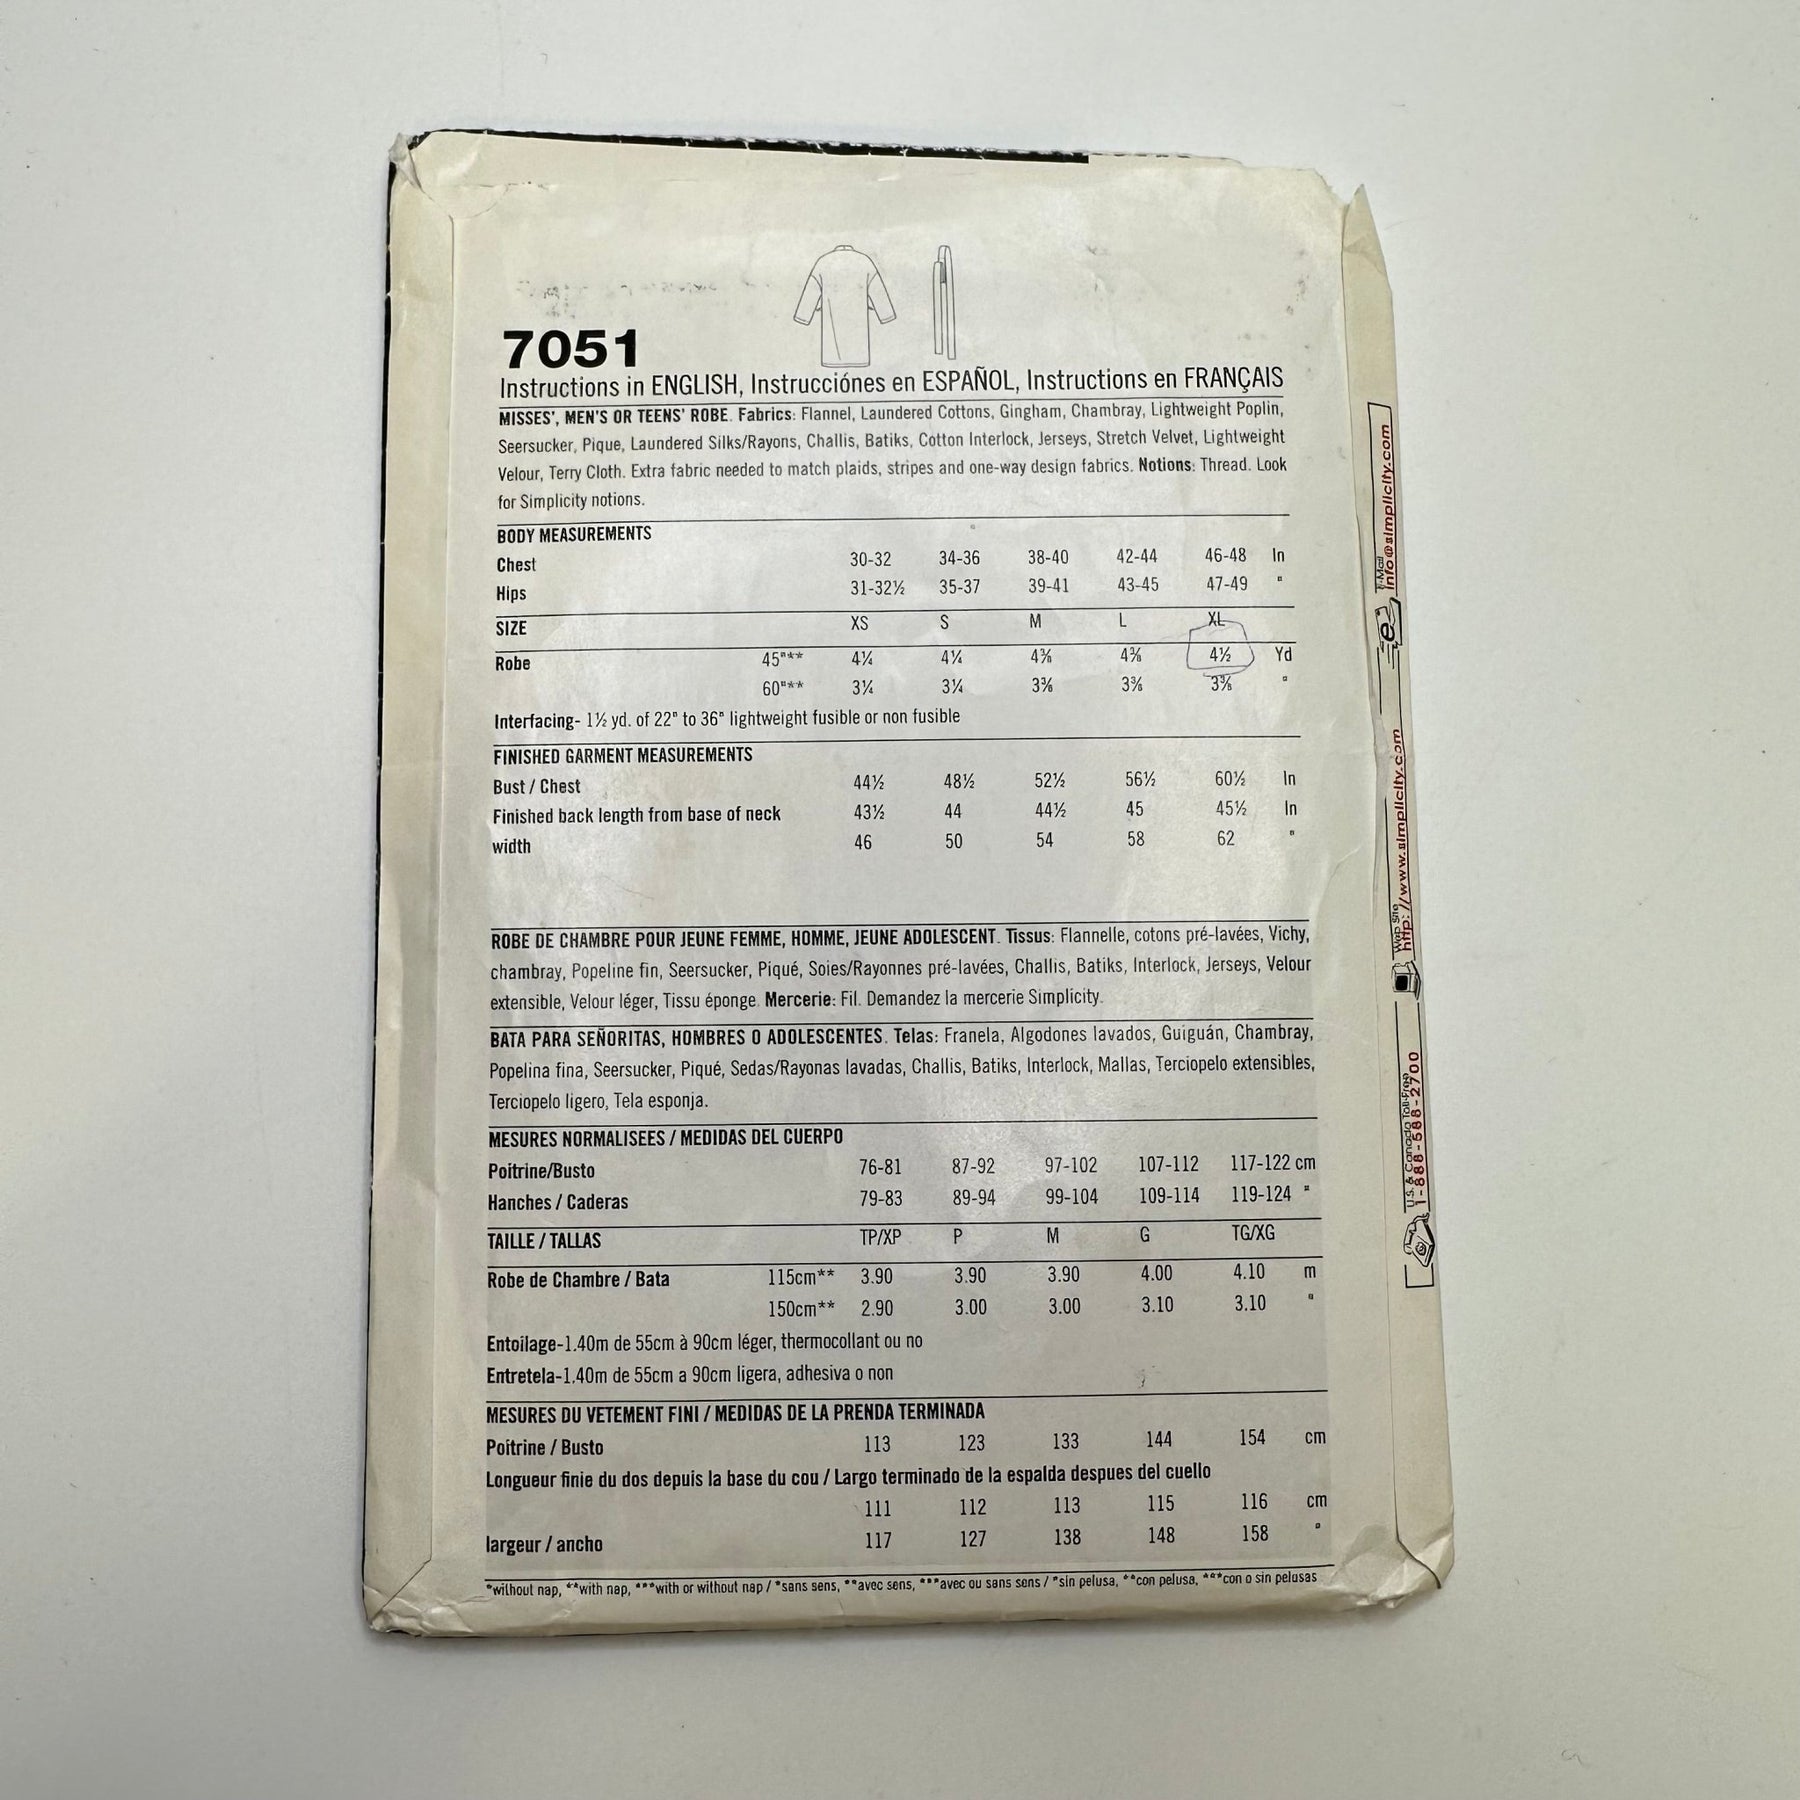 7051
Instructions in ENGLISH, Instrucciónes en ESPAÑOL, Instructions en FRANÇAIS
MISSES', MEN'S OR TEENS' ROBE. Fabrics: Flannel, Laundered Cottons, Gingham, Chambray, Lightweight Poplin,
Seersucker, Pique, Laundered Silks/Rayons, Challis, Batiks, Cotton Interlock, Jerseys, Stretch Velvet, Lightweight
Velour, Terry Cloth. Extra fabric needed to match plaids, stripes and one-way design fabrics. Notions: Thread. Look
for Simplicity notions.
BODY MEASUREMENTS
Chest 30-32 34-36 38-40 42-44 46-48 In
Hips 31-32½ 35-37 39-41 43-45 47-49 "
SIZE XS S M L XL
Robe 45"** 4¼ 4¼ 4⅜ 4⅜ 4½ Yd
60"** 3¼ 3¼ 3⅜ 3⅜ 3⅜ "
Interfacing- 1½ yd. of 22" to 36" lightweight fusible or non fusible
FINISHED GARMENT MEASUREMENTS
Bust / Chest 44½ 48½ 52½ 56½ 60½ In
Finished back length from base of neck 43½ 44 44½ 45 45½ In
width 46 50 54 58 62 "
ROBE DE CHAMBRE POUR JEUNE FEMME, HOMME, JEUNE ADOLESCENT. Tissus: Flannelle, cotons pré-lavées, Vichy,
chambray, Popeline fin, Seersucker, Piqué, Soies/Rayonnes pré-lavées, Challis, Batiks, Interlock, Jerseys, Velour
extensible, Velour léger, Tissu éponge. Mercerie: Fil. Demandez la mercerie Simplicity.
BATA PARA SEÑORITAS, HOMBRES O ADOLESCENTES. Telas: Franela, Algodones lavados, Guiguán, Chambray,
Popelina fina, Seersucker, Piqué, Sedas/Rayonas lavadas, Challis, Batiks, Interlock, Mallas, Terciopelo extensibles,
Terciopelo ligero, Tela esponja.
MESURES NORMALISEES / MEDIDAS DEL CUERPO
Poitrine/Busto 76-81 87-92 97-102 107-112 117-122 cm
Hanches / Caderas 79-83 89-94 99-104 109-114 119-124 "
TAILLE / TALLAS TP/XP P M G TG/XG
Robe de Chambre / Bata 115cm** 3.90 3.90 3.90 4.00 4.10 m
150cm** 2.90 3.00 3.00 3.10 3.10 "
Entoilage-1.40m de 55cm à 90cm léger, thermocollant ou no
Entretela-1.40m de 55cm a 90cm ligera, adhesiva o non
MESURES DU VETEMENT FINI / MEDIDAS DE LA PRENDA TERMINADA
Poitrine / Busto 113 123 133 144 154 cm
Longueur finie du dos depuis la base du cou / Largo terminado de la espalda despues del cuello
111 112 113 115 116 cm
largeur / ancho 117 127 138 148 158 "
*without nap, **with nap, ***with or without nap / *sans sens, **avec sens, ***avec ou sans sens / *sin pelusa, **con pelusa, ***con o sin pelusas
U.S. & Canada Toll-Free
1-888-588-2700
Web Site
http://www.simplicity.com
E-Mail
info@simplicity.com